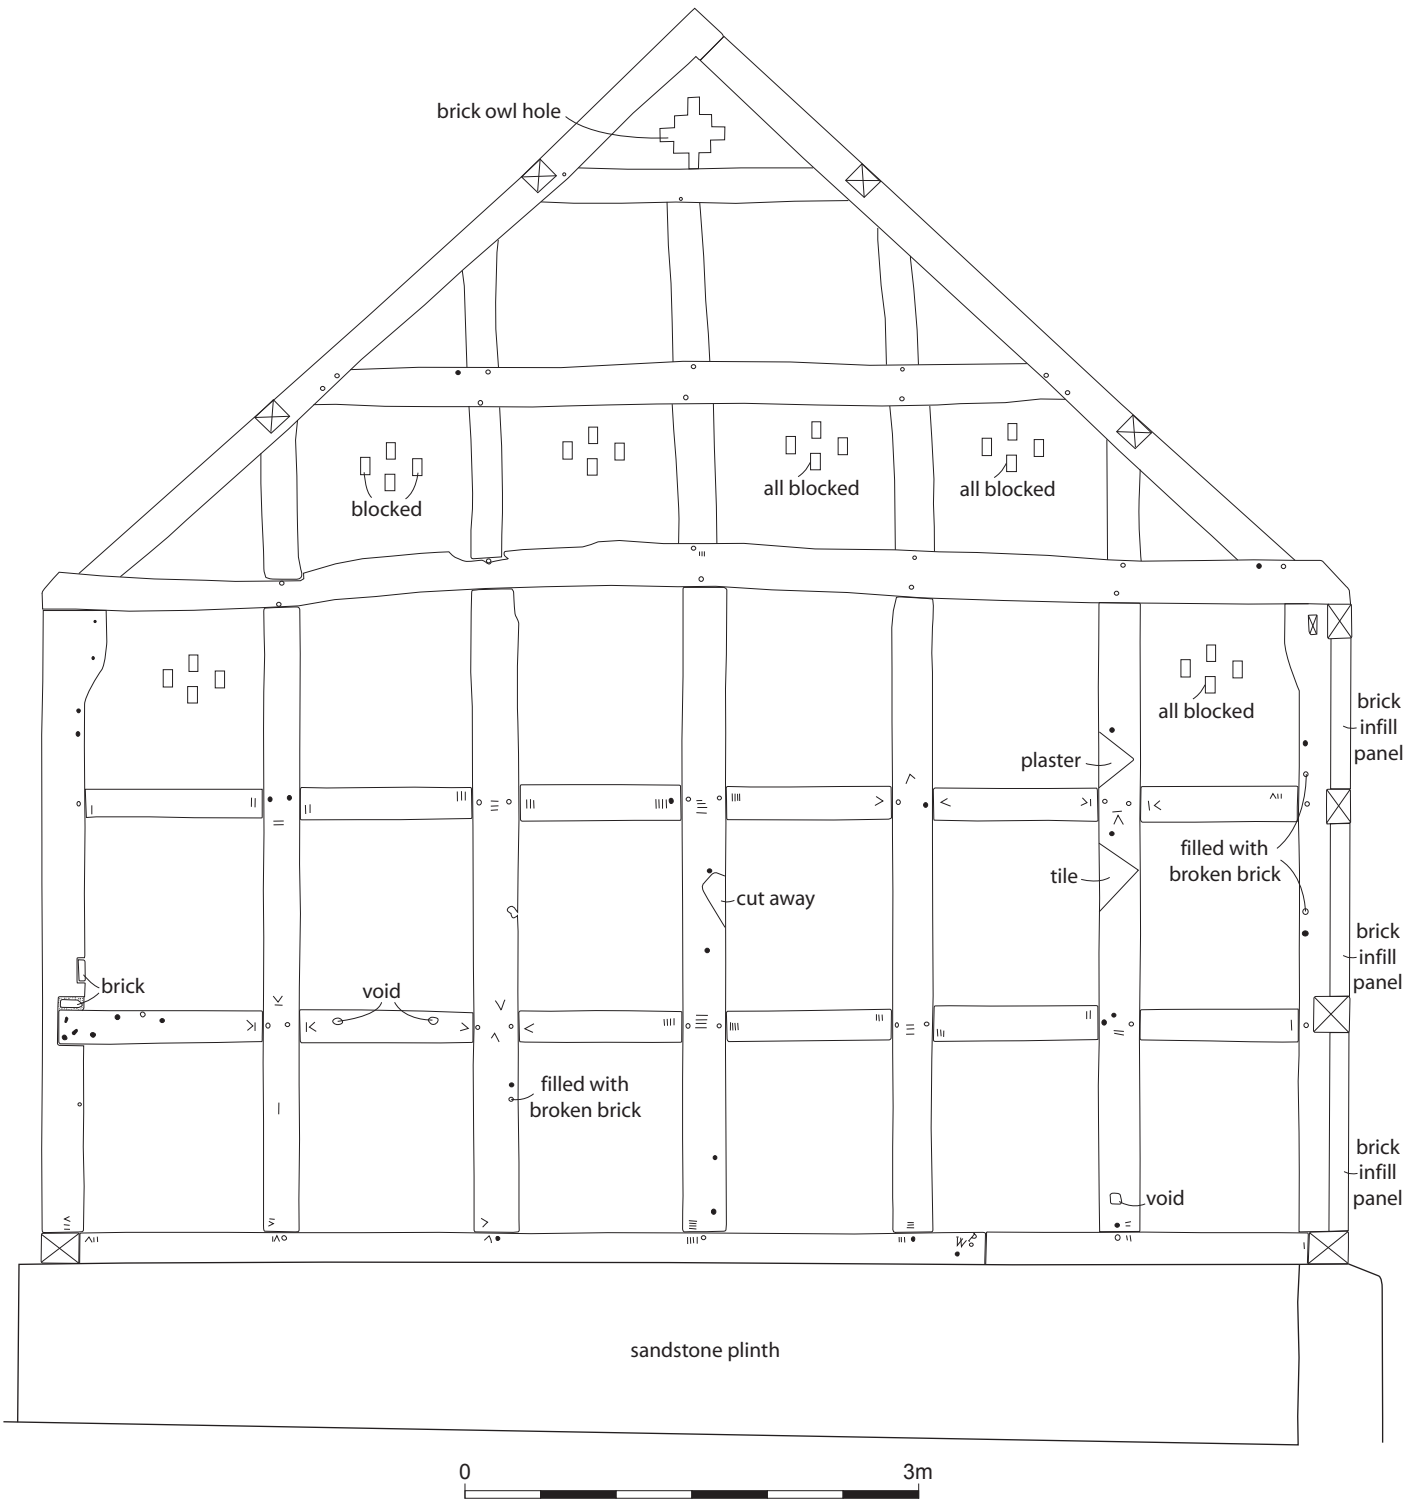 brick owl hole
blocked
all blocked
all blocked
all blocked
brick
infill
panel
plaster
filled with
broken brick
tile
cut away
brick
infill
panel
brick
void
filled with
broken brick
brick
infill
panel
void
sandstone plinth
0
3m